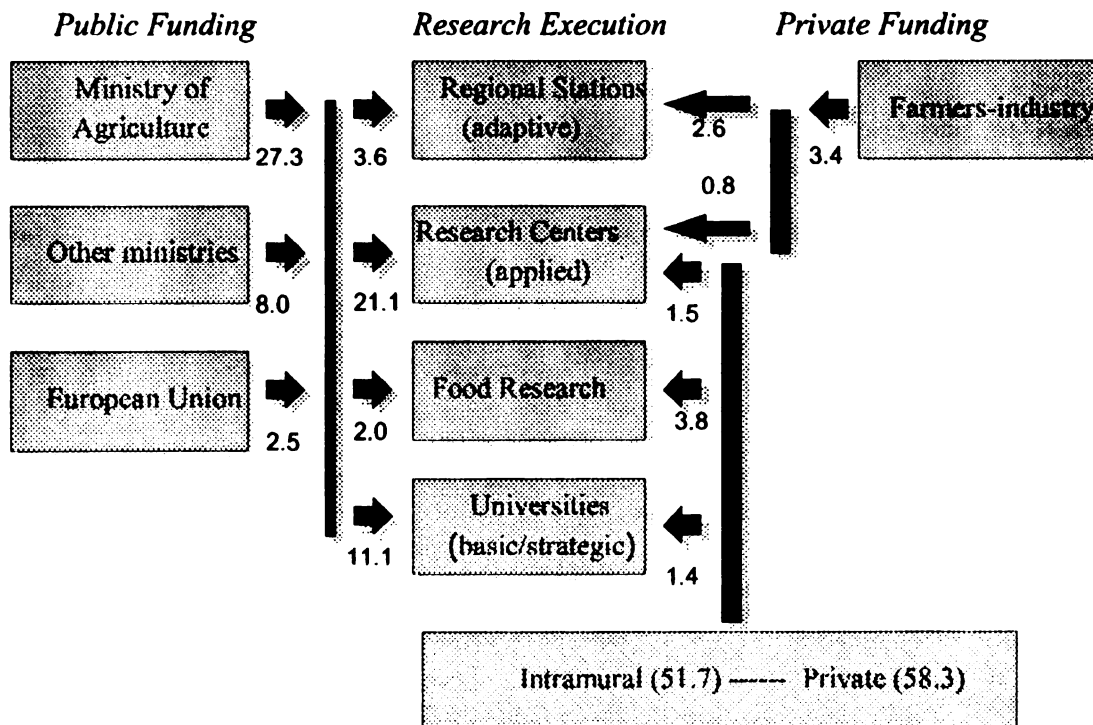 Public Funding
Research Execution
Private Funding
Ministry of
Agriculture
27.3
3.6
Regional Stations
(adaptive)
2.6
Farmers-industry
3.4
0.8
Other ministries
8.0
21.1
Research Centers
(applied)
1.5
European Union
2.5
2.0
Food Research
3.8
11.1
Universities
(basic/strategic)
1.4
Intramural (51.7) ------ Private (58.3)